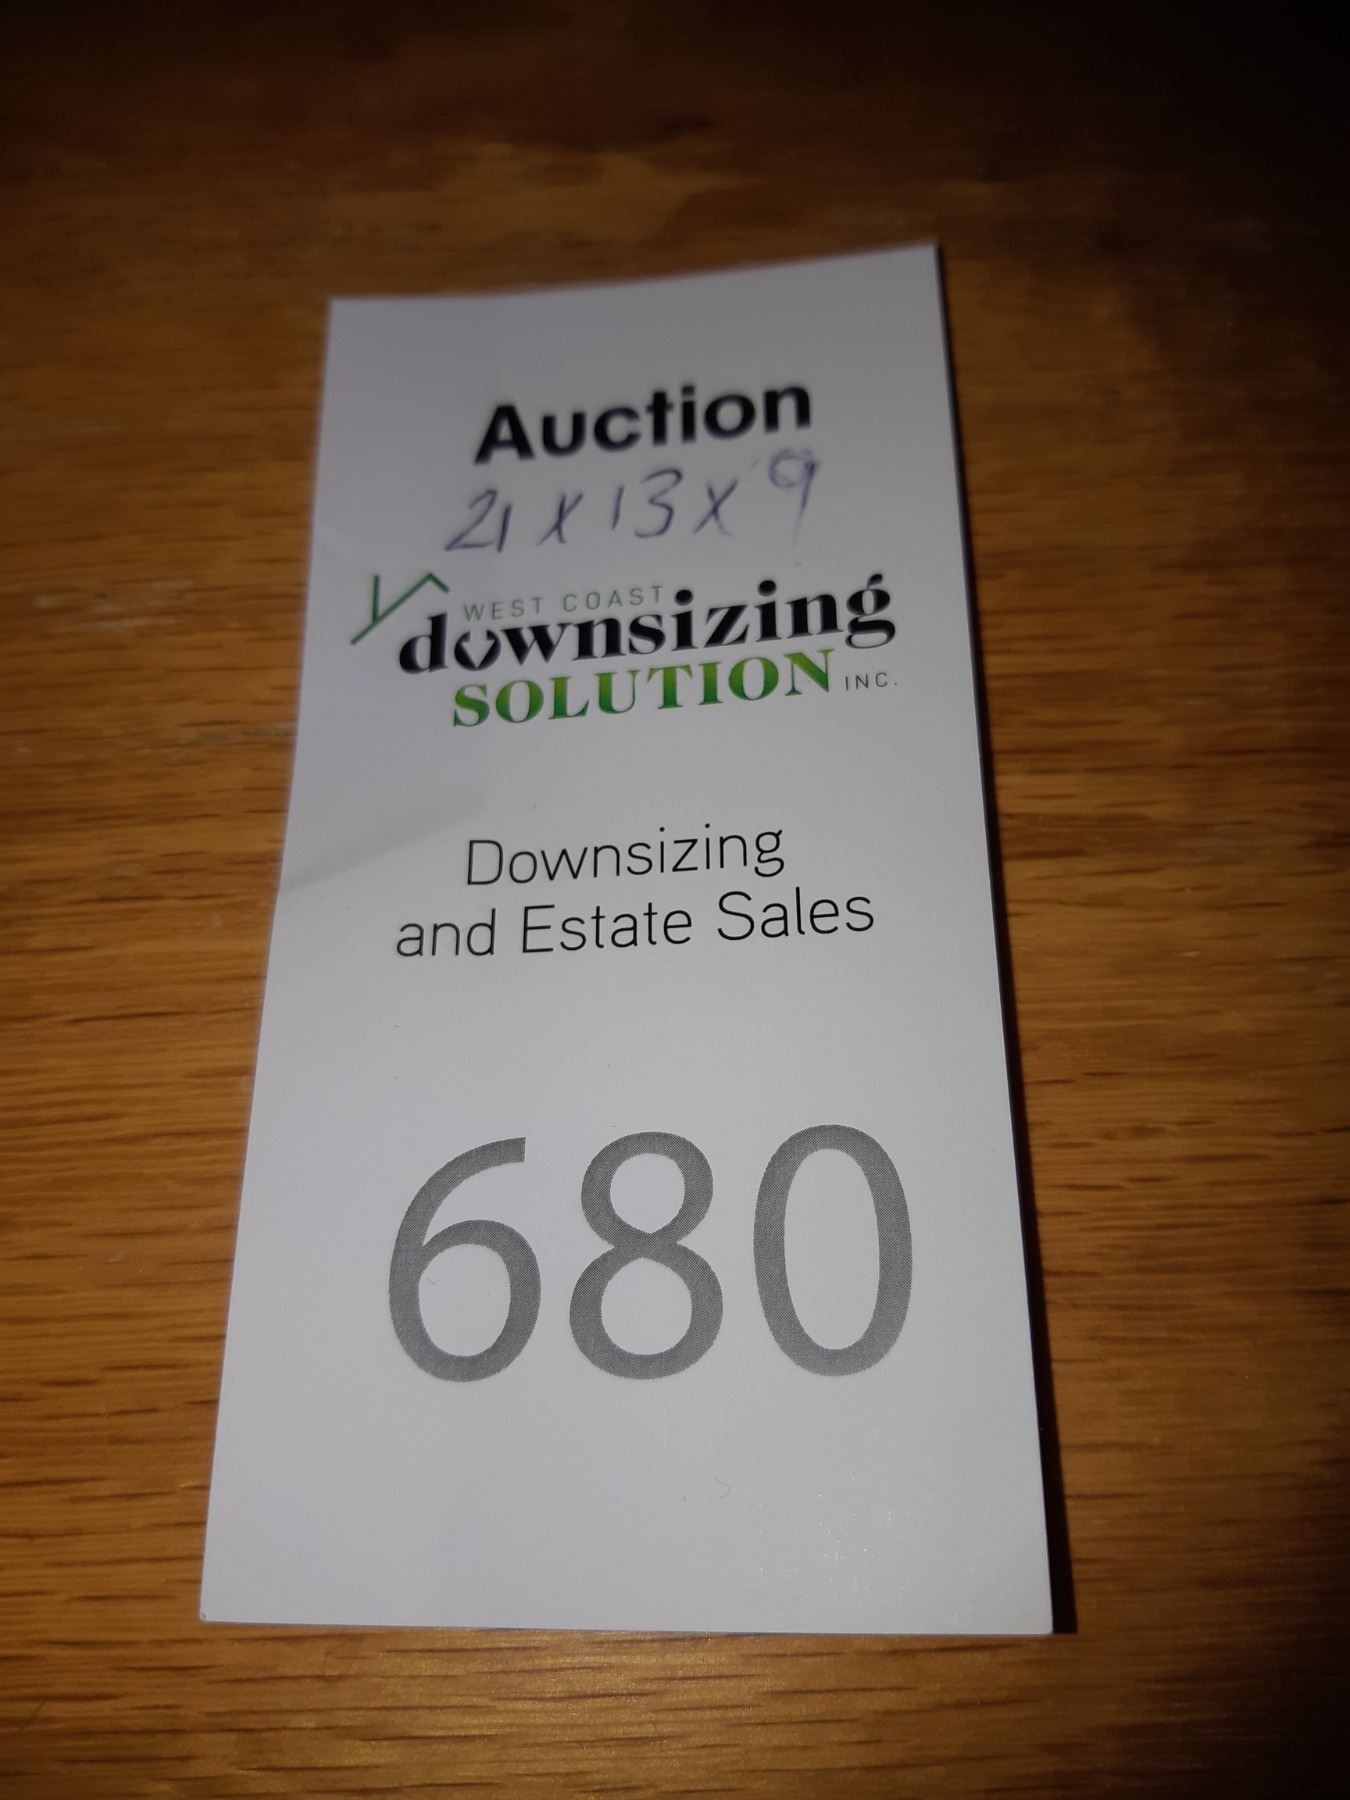 Auction
21 x 13 x 9
WEST COAST
downsizing
SOLUTION INC.
Downsizing
and Estate Sales
680